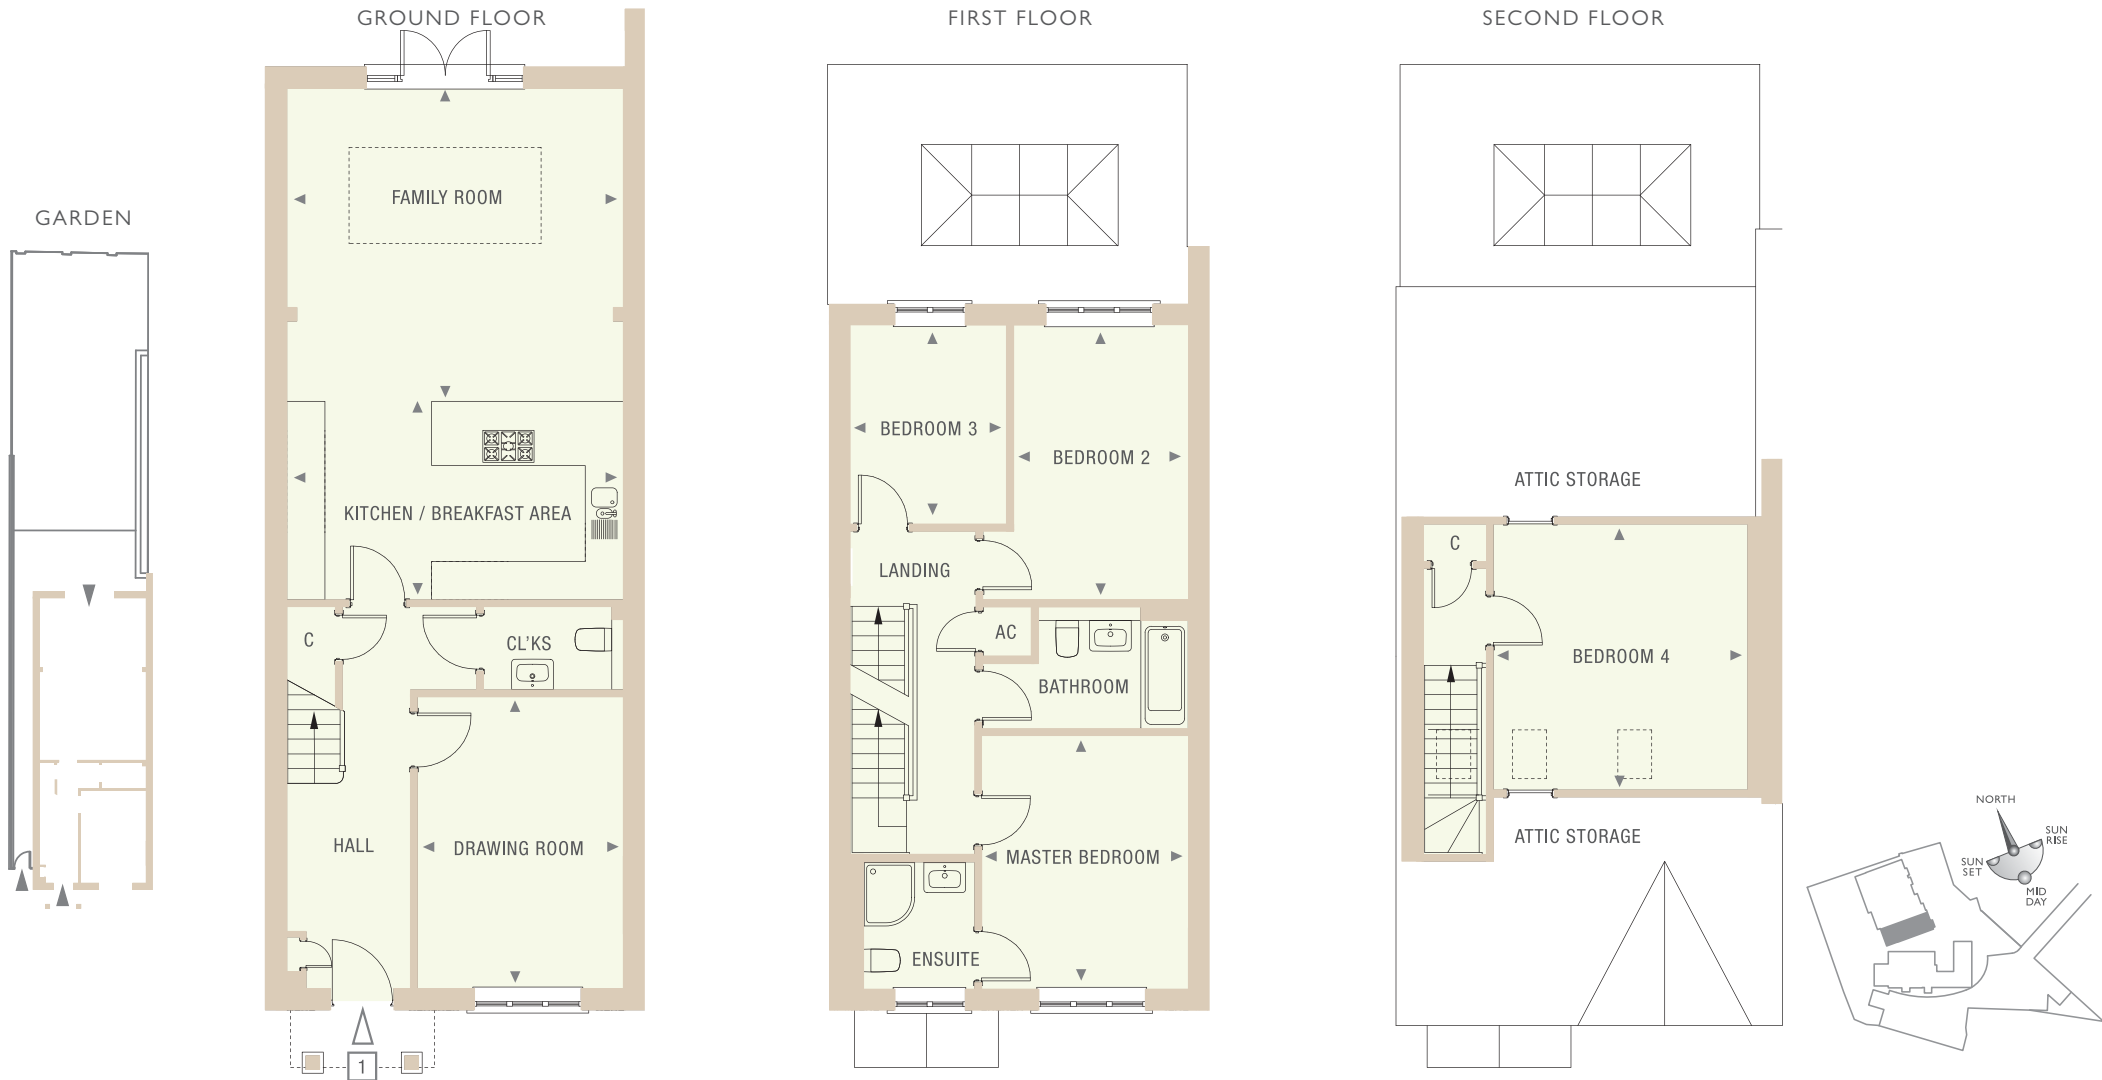 GROUND FLOOR
FIRST FLOOR
SECOND FLOOR
GARDEN
FAMILY ROOM
KITCHEN / BREAKFAST AREA
C
CL'KS
HALL
DRAWING ROOM
1
BEDROOM 3
BEDROOM 2
LANDING
AC
BATHROOM
MASTER BEDROOM
ENSUITE
ATTIC STORAGE
C
BEDROOM 4
ATTIC STORAGE
NORTH
SUN
RISE
SUN
SET
MID
DAY